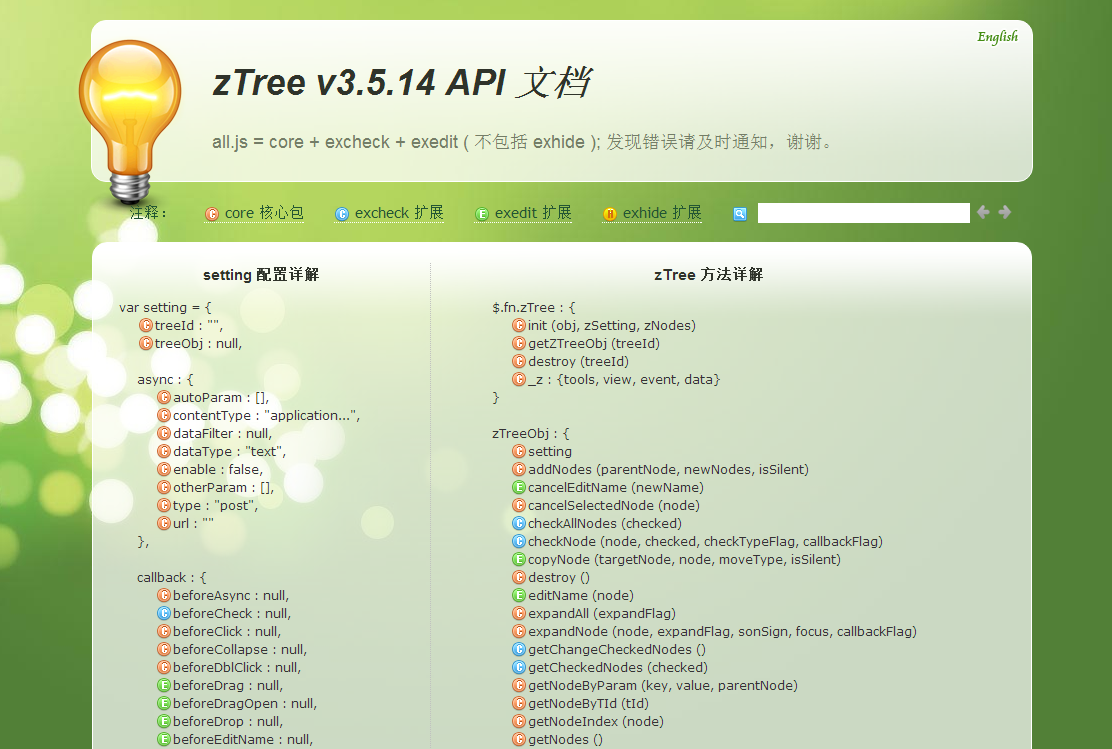 English
zTree v3.5.14 API 文档
all.js = core + excheck + exedit ( 不包括 exhide ); 发现错误请及时通知，谢谢。
注释：
core 核心包
excheck 扩展
exedit 扩展
exhide 扩展
setting 配置详解
var setting = {
treeId : "",
treeObj : null,
async : {
autoParam : [],
contentType : "application...",
dataFilter : null,
dataType : "text",
enable : false,
otherParam : [],
type : "post",
url : ""
},
callback : {
beforeAsync : null,
beforeCheck : null,
beforeClick : null,
beforeCollapse : null,
beforeDblClick : null,
beforeDrag : null,
beforeDragOpen : null,
beforeDrop : null,
beforeEditName : null,
zTree 方法详解
$.fn.zTree : {
init (obj, zSetting, zNodes)
getZTreeObj (treeId)
destroy (treeId)
_z : {tools, view, event, data}
}
zTreeObj : {
setting
addNodes (parentNode, newNodes, isSilent)
cancelEditName (newName)
cancelSelectedNode (node)
checkAllNodes (checked)
checkNode (node, checked, checkTypeFlag, callbackFlag)
copyNode (targetNode, node, moveType, isSilent)
destroy ()
editName (node)
expandAll (expandFlag)
expandNode (node, expandFlag, sonSign, focus, callbackFlag)
getChangeCheckedNodes ()
getCheckedNodes (checked)
getNodeByParam (key, value, parentNode)
getNodeByTId (tId)
getNodeIndex (node)
getNodes ()